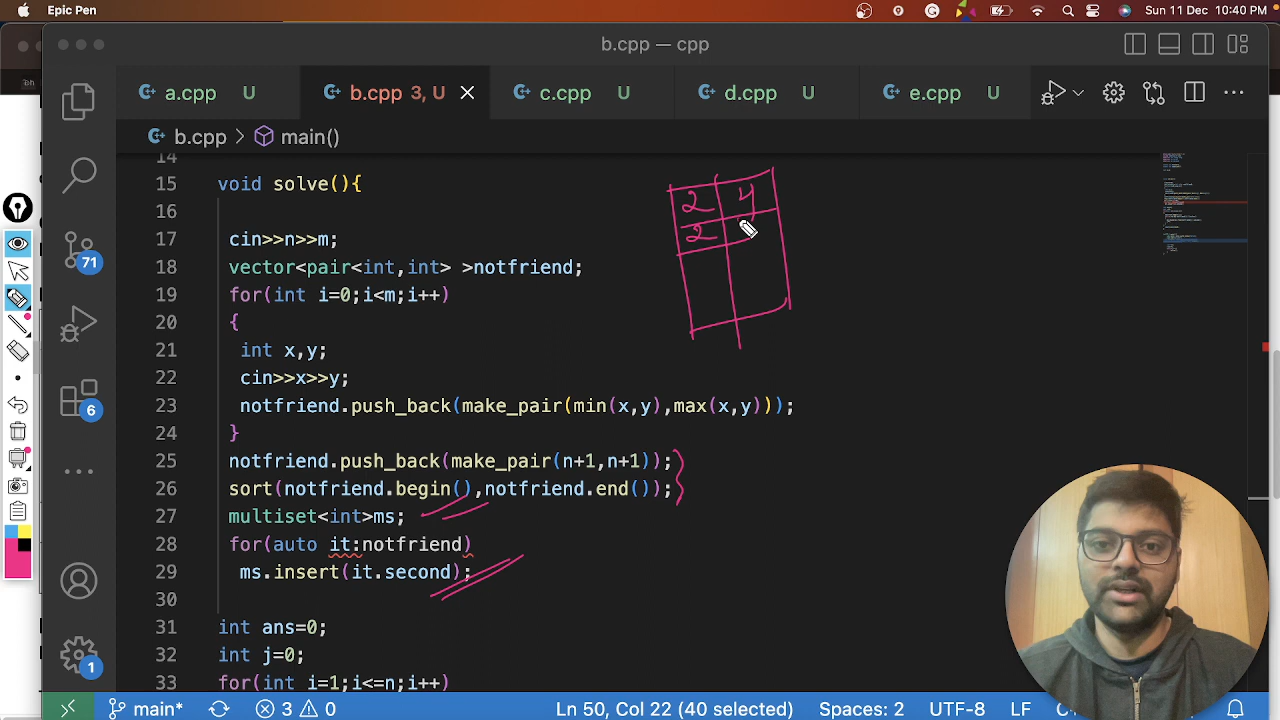 Epic Pen
Sun 11 Dec 10:40 PM
b.cpp — cpp
a.cpp U
b.cpp 3, U
c.cpp U
d.cpp U
e.cpp U
b.cpp > main()
14
15 void solve(){
16
17 cin>>n>>m;
18 vector<pair<int,int> >notfriend;
19 for(int i=0;i<m;i++)
20 {
21 int x,y;
22 cin>>x>>y;
23 notfriend.push_back(make_pair(min(x,y),max(x,y)));
24 }
25 notfriend.push_back(make_pair(n+1,n+1));
26 sort(notfriend.begin(),notfriend.end());
27 multiset<int>ms;
28 for(auto it:notfriend)
29 ms.insert(it.second);
30
31 int ans=0;
32 int j=0;
33 for(int i=1;i<=n;i++)
2 4
2
71
6
1
main* 3 0 Ln 50, Col 22 (40 selected) Spaces: 2 UTF-8 LF